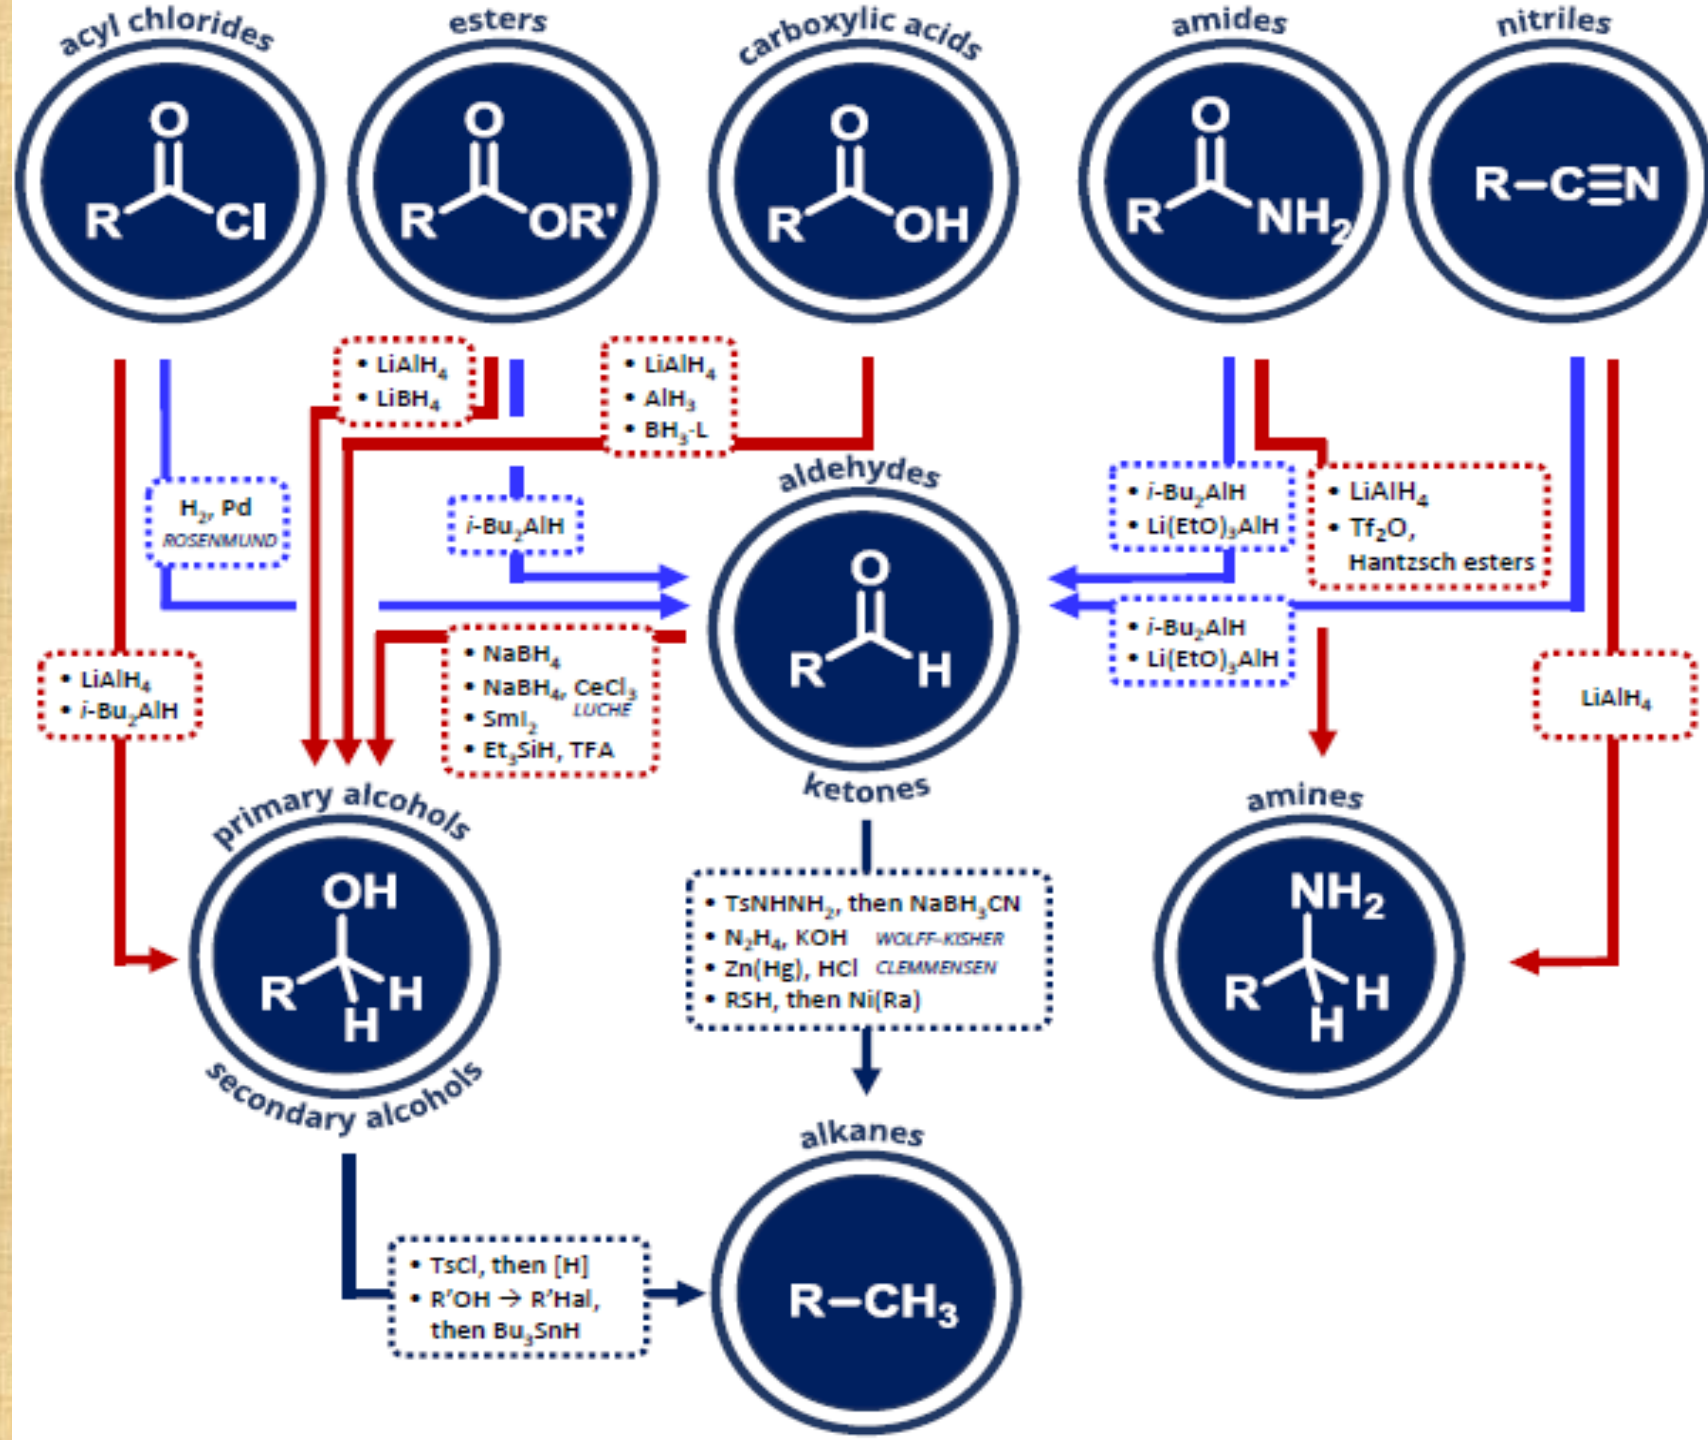 acyl chlorides
esters
carboxylic acids
amides
nitriles
O
R
Cl
O
R
OR'
O
R
OH
O
R
NH₂
R–C≡N
• LiAlH₄
• LiBH₄
• LiAlH₄
• AlH₃
• BH₃-L
H₂, Pd
ROSENMUND
i-Bu₂AlH
aldehydes
O
R
H
ketones
• i-Bu₂AlH
• Li(EtO)₃AlH
• LiAlH₄
• Tf₂O,
Hantzsch esters
• i-Bu₂AlH
• Li(EtO)₃AlH
• LiAlH₄
• i-Bu₂AlH
• NaBH₄
• NaBH₄, CeCl₃
LUCHE
• SmI₂
• Et₃SiH, TFA
LiAlH₄
primary alcohols
OH
R
H
H
secondary alcohols
• TsNHNH₂, then NaBH₃CN
• N₂H₄, KOH WOLFF–KISHER
• Zn(Hg), HCl CLEMMENSEN
• RSH, then Ni(Ra)
amines
NH₂
R
H
H
alkanes
R–CH₃
• TsCl, then [H]
• R'OH → R'Hal,
then Bu₃SnH